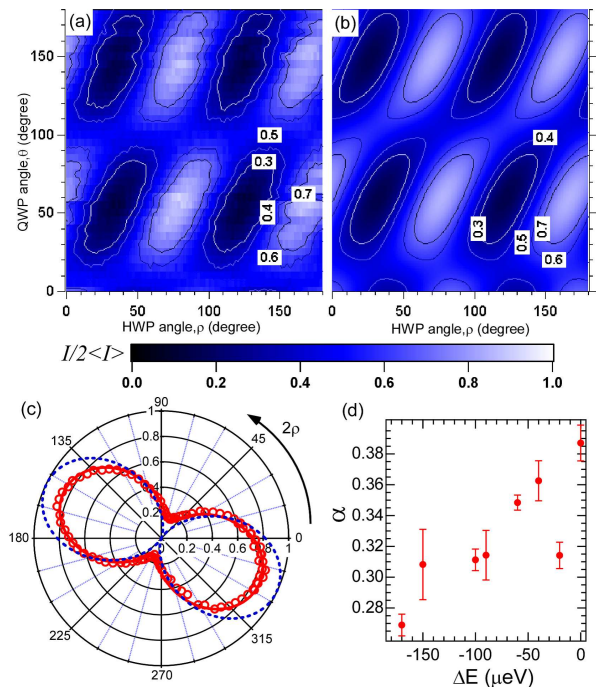 (a)
(b)
150
100
50
0
QWP angle,θ (degree)
0.5
0.3
0.4
0.7
0.6
0.4
0.3
0.5
0.7
0.6
0 50 100 150
0 50 100 150
HWP angle,ρ (degree)
HWP angle,ρ (degree)
I/2<I>
0.0 0.2 0.4 0.6 0.8 1.0
(c)
90
1
0.8
0.6
0.4
0.2
2ρ
135
45
180
0
0 0.2 0.4 0.6 0.8 1
225
315
270
(d)
0.38
0.36
0.34
0.32
0.30
0.28
α
-150 -100 -50 0
ΔE (μeV)